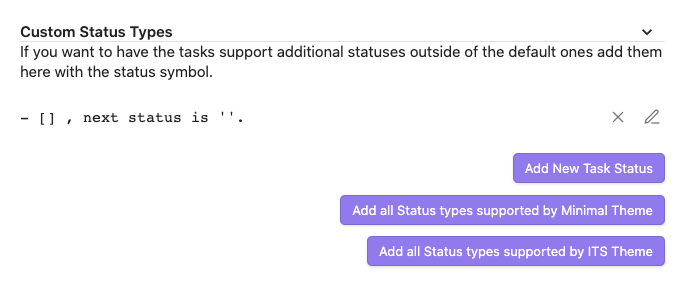 Custom Status Types
If you want to have the tasks support additional statuses outside of the default ones add them
here with the status symbol.
- [] , next status is ''.
Add New Task Status
Add all Status types supported by Minimal Theme
Add all Status types supported by ITS Theme